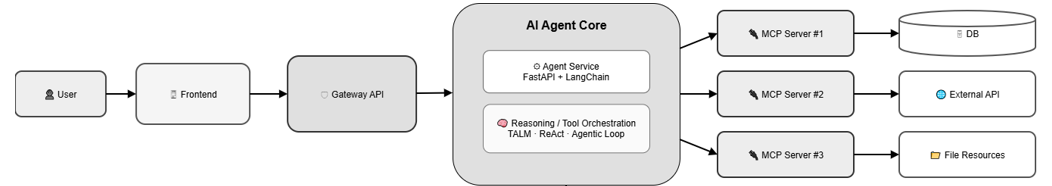 User
Frontend
Gateway API
AI Agent Core
Agent Service
FastAPI + LangChain
Reasoning / Tool Orchestration
TALM · ReAct · Agentic Loop
MCP Server #1
DB
MCP Server #2
External API
MCP Server #3
File Resources